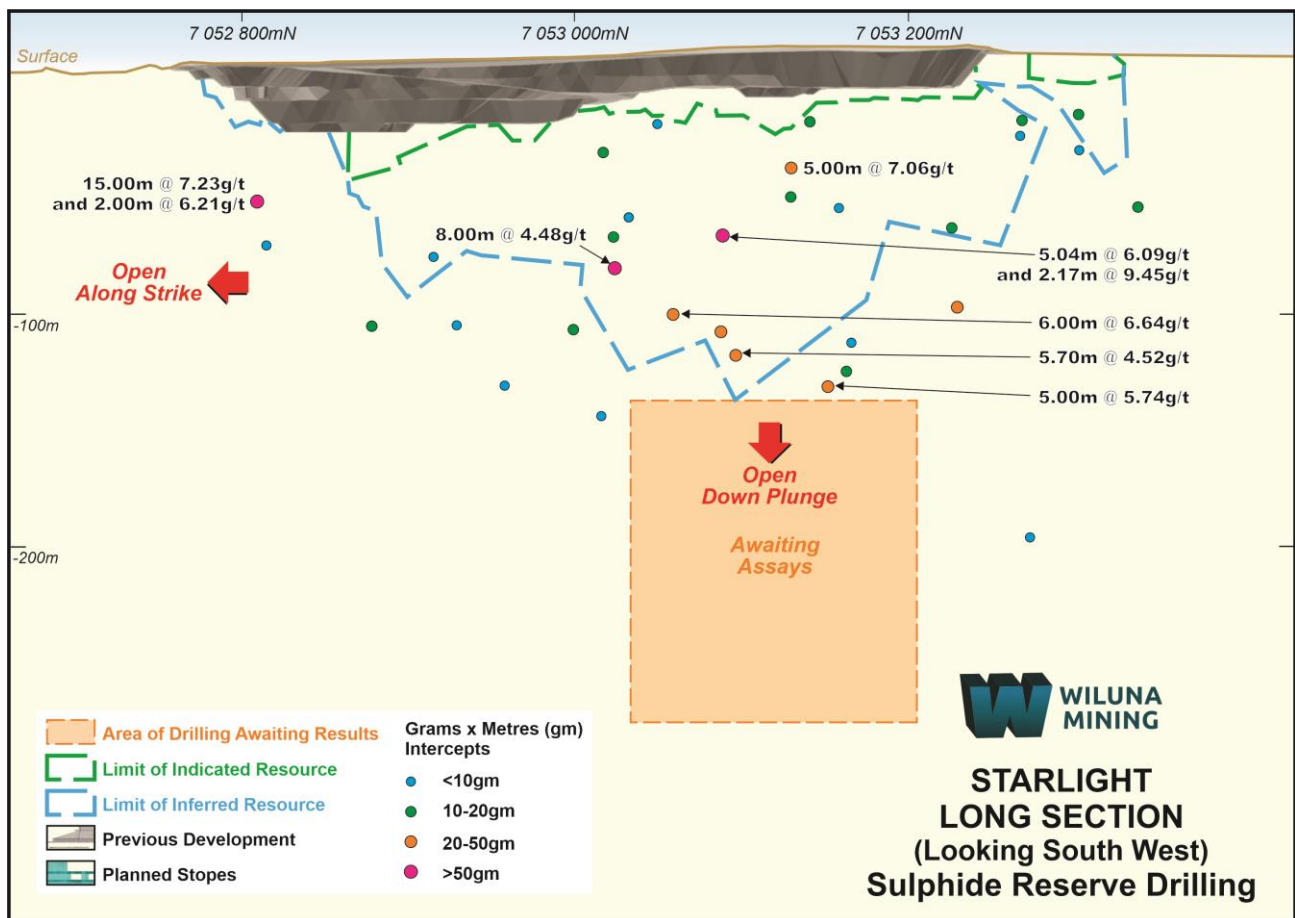 7 052 800mN
7 053 000mN
7 053 200mN
Surface
15.00m @ 7.23g/t
and 2.00m @ 6.21g/t
5.00m @ 7.06g/t
8.00m @ 4.48g/t
5.04m @ 6.09g/t
and 2.17m @ 9.45g/t
Open
Along Strike
-100m
6.00m @ 6.64g/t
5.70m @ 4.52g/t
5.00m @ 5.74g/t
Open
Down Plunge
Awaiting
Assays
-200m
Area of Drilling Awaiting Results
Limit of Indicated Resource
Limit of Inferred Resource
Previous Development
Planned Stopes
Grams x Metres (gm)
Intercepts
<10gm
10-20gm
20-50gm
>50gm
WILUNA
MINING
STARLIGHT
LONG SECTION
(Looking South West)
Sulphide Reserve Drilling